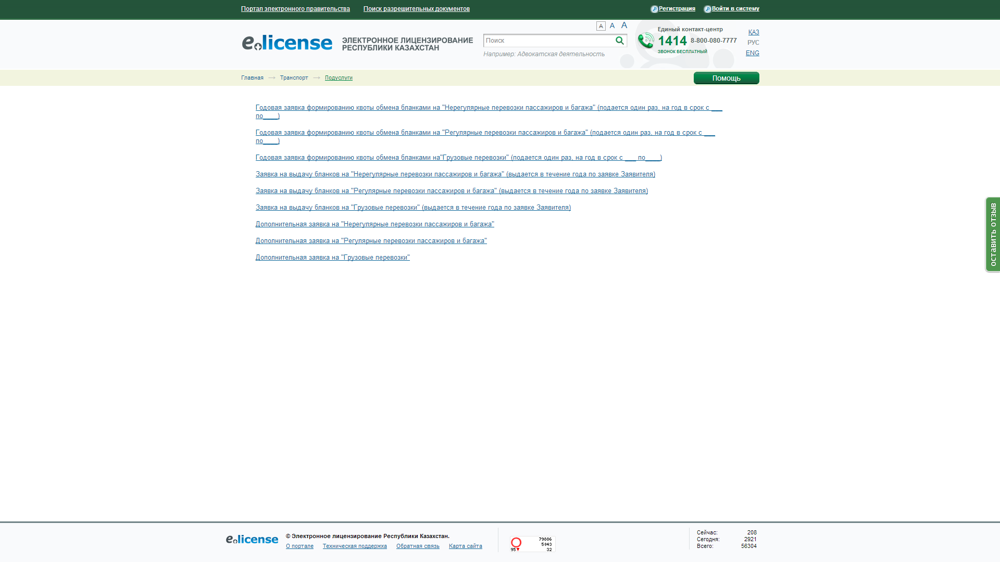 Портал электронного правительства
Поиск разрешительных документов
Регистрация
Войти в систему
A A A
e.license
ЭЛЕКТРОННОЕ ЛИЦЕНЗИРОВАНИЕ
РЕСПУБЛИКИ КАЗАХСТАН
Поиск
Например: Адвокатская деятельность
Единый контакт-центр
1414 8-800-080-7777
ЗВОНОК БЕСПЛАТНЫЙ
ҚАЗ
РУС
ENG
Главная → Транспорт → Подуслуги
Помощь
Годовая заявка формированию квоты обмена бланками на "Нерегулярные перевозки пассажиров и багажа" (подается один раз, на год в срок с ___
по____)
Годовая заявка формированию квоты обмена бланками на "Регулярные перевозки пассажиров и багажа" (подается один раз, на год в срок с ___
по____)
Годовая заявка формированию квоты обмена бланками на"Грузовые перевозки" (подается один раз, на год в срок с ___ по____)
Заявка на выдачу бланков на "Нерегулярные перевозки пассажиров и багажа" (выдается в течение года по заявке Заявителя)
Заявка на выдачу бланков на "Регулярные перевозки пассажиров и багажа" (выдается в течение года по заявке Заявителя)
Заявка на выдачу бланков на "Грузовые перевозки" (выдается в течение года по заявке Заявителя)
Дополнительная заявка на "Нерегулярные перевозки пассажиров и багажа"
Дополнительная заявка на "Регулярные перевозки пассажиров и багажа"
Дополнительная заявка на "Грузовые перевозки"
оставить отзыв
e.license
© Электронное лицензирование Республики Казахстан.
О портале
Техническая поддержка
Обратная связь
Карта сайта
79886
5043
95 32
Сейчас: 208
Сегодня: 2921
Всего: 56304